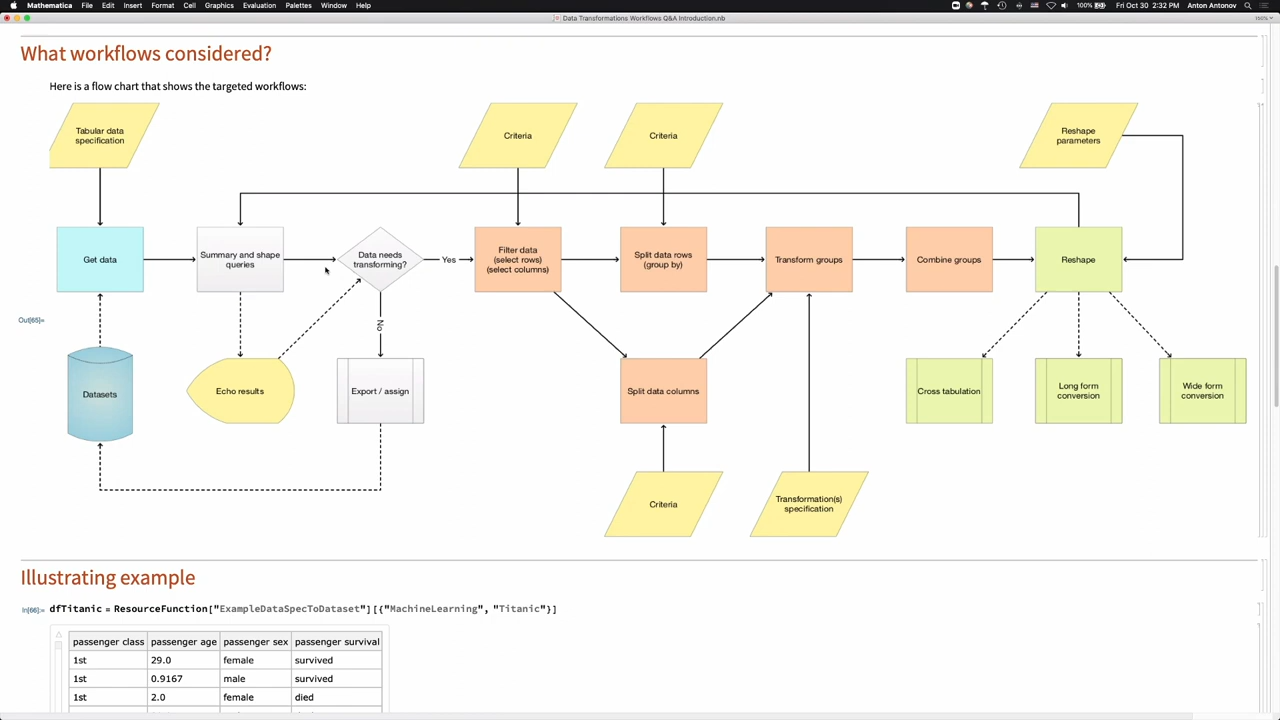 Mathematica File Edit Insert Format Cell Graphics Evaluation Palettes Window Help 100% Fri Oct 30 2:32 PM Anton Antonov
Data Transformations Workflows Q&A Introduction.nb
150%
What workflows considered?
Here is a flow chart that shows the targeted workflows:
Tabular data
specification
Criteria
Criteria
Reshape
parameters
Get data
Summary and shape
queries
Data needs
transforming?
Yes
Filter data
(select rows)
(select columns)
Split data rows
(group by)
Transform groups
Combine groups
Reshape
No
Out[65]=
Datasets
Echo results
Export / assign
Split data columns
Cross tabulation
Long form
conversion
Wide form
conversion
Criteria
Transformation(s)
specification
Illustrating example
In[66]:= dfTitanic = ResourceFunction["ExampleDataSpecToDataset"][{"MachineLearning", "Titanic"}]
passenger class passenger age passenger sex passenger survival
1st 29.0 female survived
1st 0.9167 male survived
1st 2.0 female died